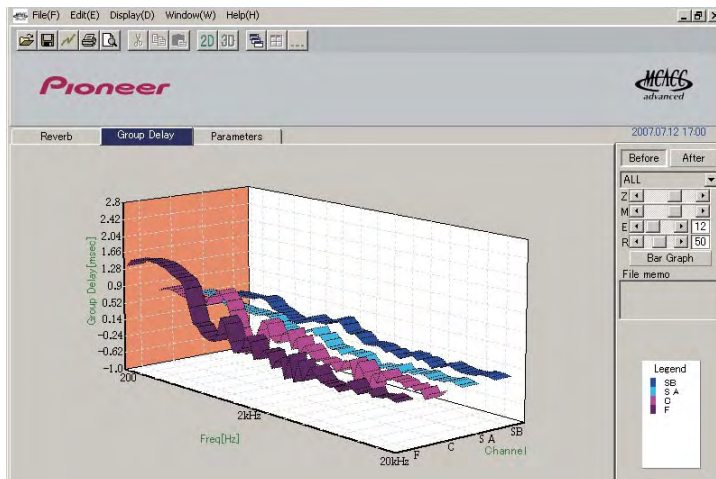 File(F) Edit(E) Display(D) Window(W) Help(H)
2D 3D ...
Pioneer
MCACC
advanced
Reverb Group Delay Parameters
2007.07.12 17:00
Before After
ALL
Z
M
E 12
R 50
Bar Graph
File memo
2.8
2.42
2.04
1.66
1.28
0.9
0.52
0.14
-0.24
-0.62
-1.0
Group Delay[msec]
200
2kHz
20kHz
Freq[Hz]
F
C
S A
SB
Channel
Legend
SB
S A
C
F